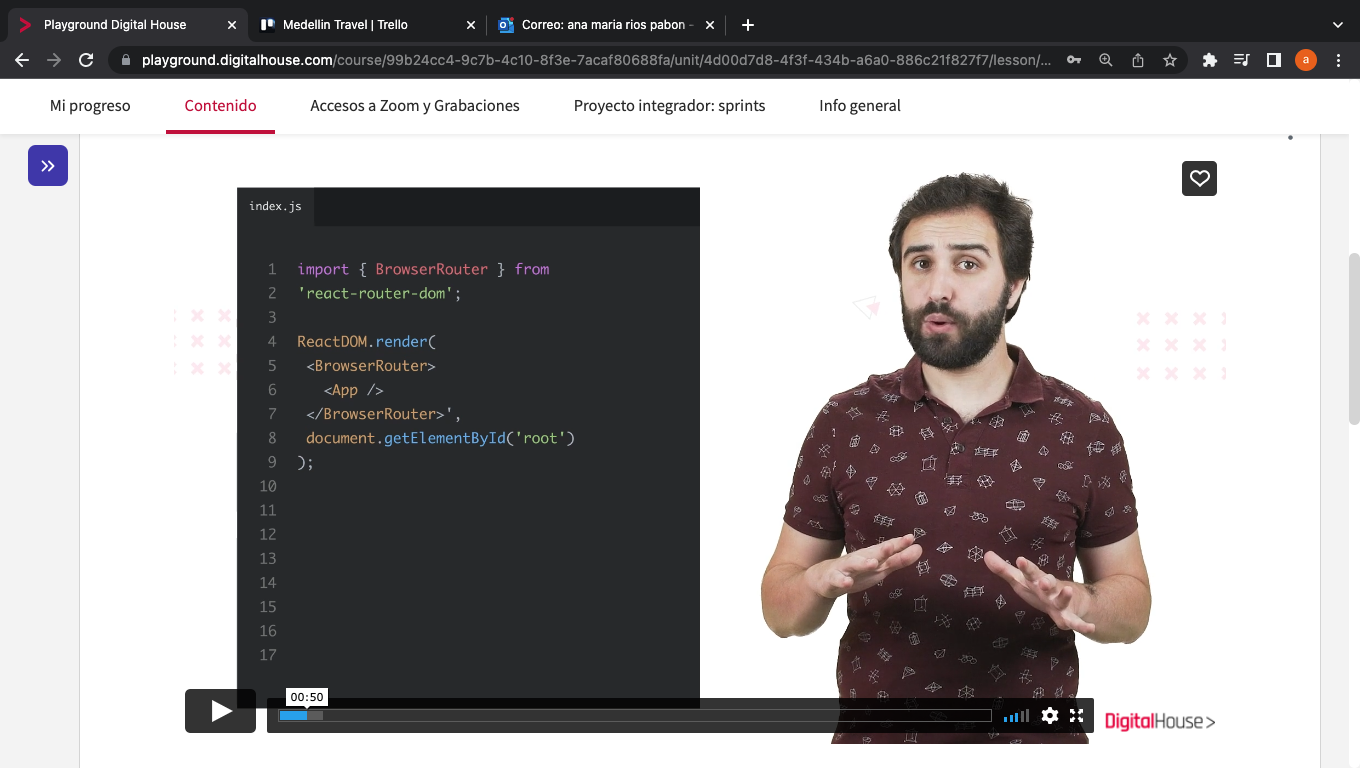 Playground Digital House
Medellin Travel | Trello
Correo: ana maria rios pabon -
playground.digitalhouse.com/course/99b24cc4-9c7b-4c10-8f3e-7acaf80688fa/unit/4d00d7d8-4f3f-434b-a6a0-886c21f827f7/lesson/...
a
Mi progreso
Contenido
Accesos a Zoom y Grabaciones
Proyecto integrador: sprints
Info general
index.js
1 import { BrowserRouter } from
2 'react-router-dom';
3
4 ReactDOM.render(
5 <BrowserRouter>
6 <App />
7 </BrowserRouter>',
8 document.getElementById('root')
9 );
10
11
12
13
14
15
16
17
00:50
DigitalHouse>